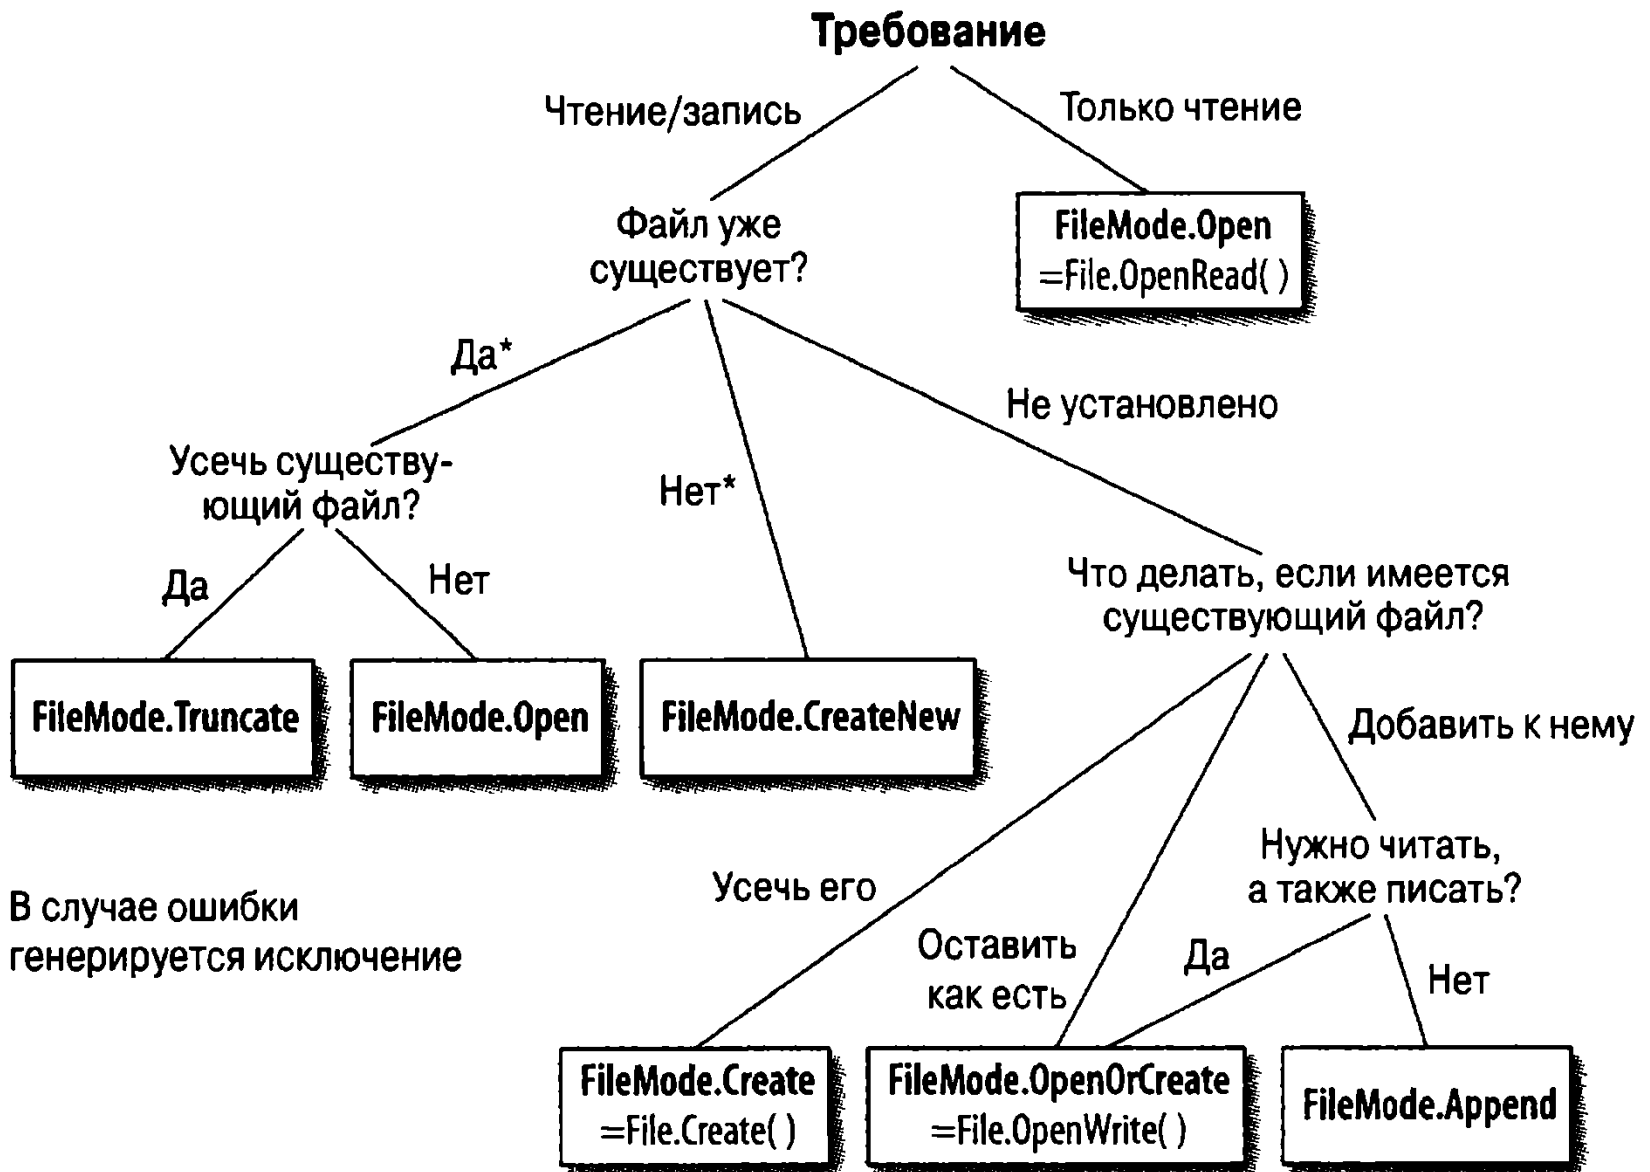 Требование
Чтение/запись
Только чтение
Файл уже
существует?
FileMode.Open
=File.OpenRead( )
Да*
Не установлено
Усечь существу-
ющий файл?
Нет*
Да
Нет
Что делать, если имеется
существующий файл?
FileMode.Truncate
FileMode.Open
FileMode.CreateNew
Добавить к нему
Нужно читать,
а также писать?
Усечь его
В случае ошибки
генерируется исключение
Оставить
как есть
Да
Нет
FileMode.Create
=File.Create( )
FileMode.OpenOrCreate
=File.OpenWrite( )
FileMode.Append